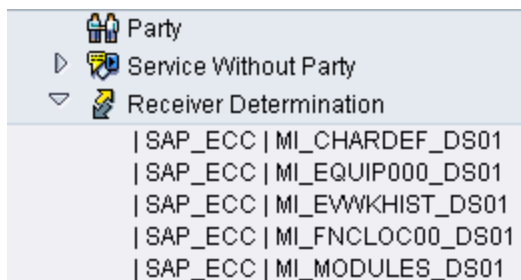 Party
Service Without Party
Receiver Determination
| SAP_ECC | MI_CHARDEF_DS01
| SAP_ECC | MI_EQUIP000_DS01
| SAP_ECC | MI_EVWKHIST_DS01
| SAP_ECC | MI_FNCLOC00_DS01
| SAP_ECC | MI_MODULES_DS01